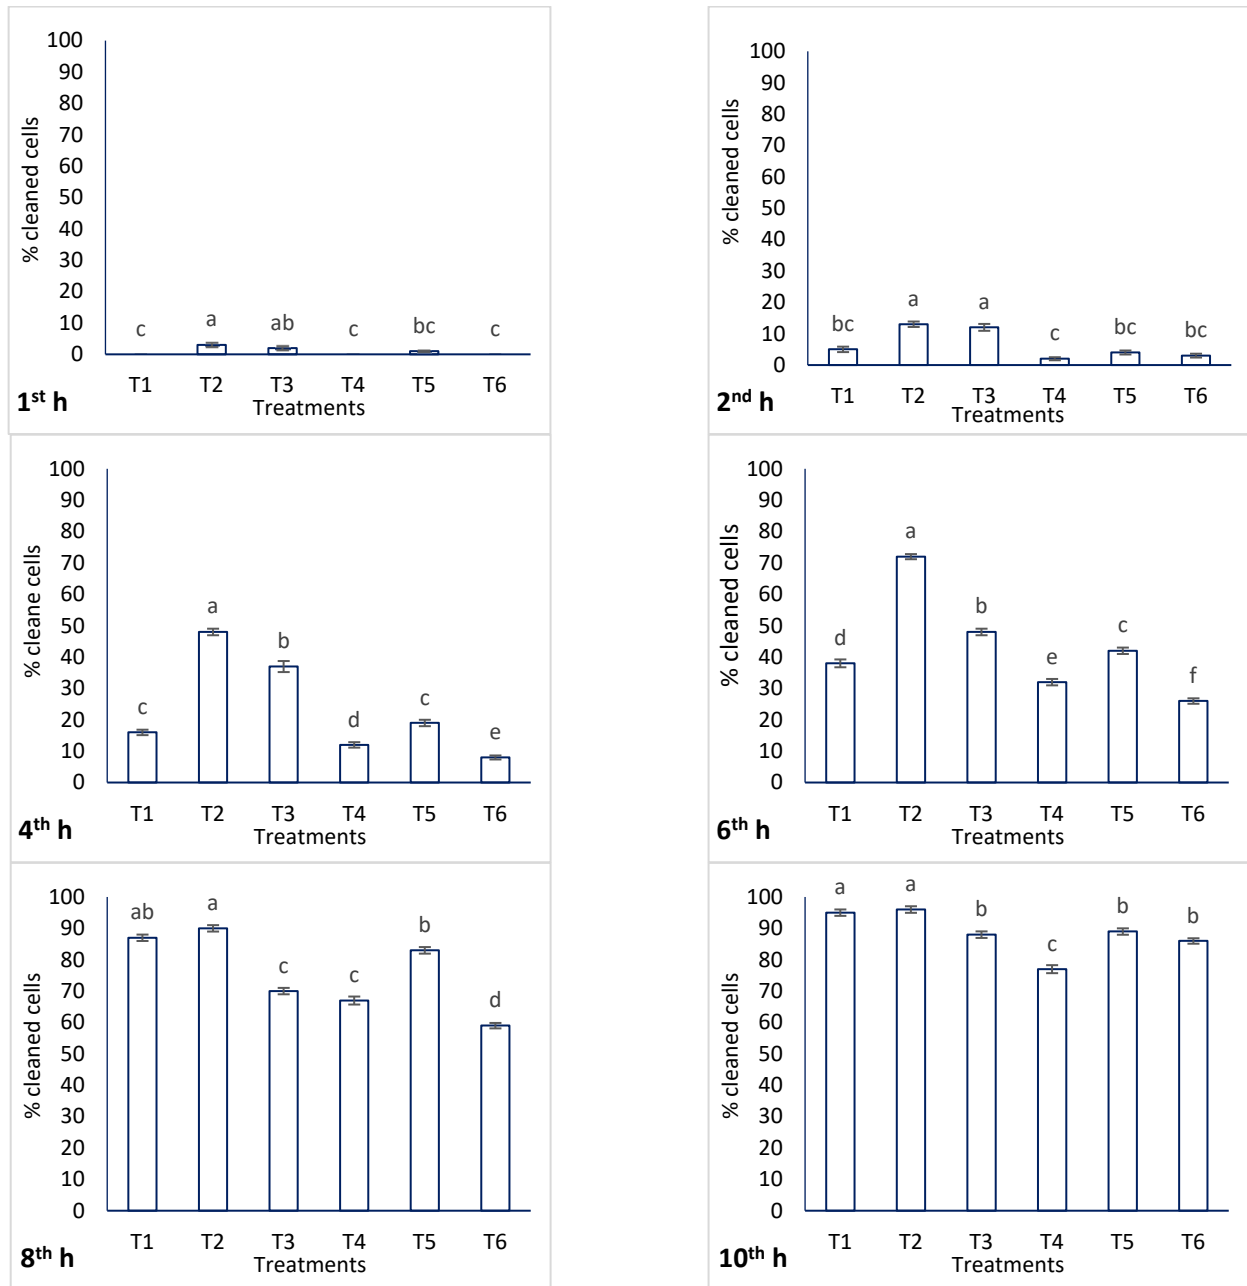 % cleaned cells
100
90
80
70
60
50
40
30
20
10
0
c a ab c bc c
T1 T2 T3 T4 T5 T6
Treatments
1st h
% cleaned cells
100
90
80
70
60
50
40
30
20
10
0
bc a a c bc bc
T1 T2 T3 T4 T5 T6
Treatments
2nd h
% cleane cells
100
90
80
70
60
50
40
30
20
10
0
c a b d c e
T1 T2 T3 T4 T5 T6
Treatments
4th h
% cleaned cells
100
90
80
70
60
50
40
30
20
10
0
d a b e c f
T1 T2 T3 T4 T5 T6
Treatments
6th h
% cleaned cells
100
90
80
70
60
50
40
30
20
10
0
ab a c c b d
T1 T2 T3 T4 T5 T6
Treatments
8th h
% cleaned cells
100
90
80
70
60
50
40
30
20
10
0
a a b c b b
T1 T2 T3 T4 T5 T6
Treatments
10th h